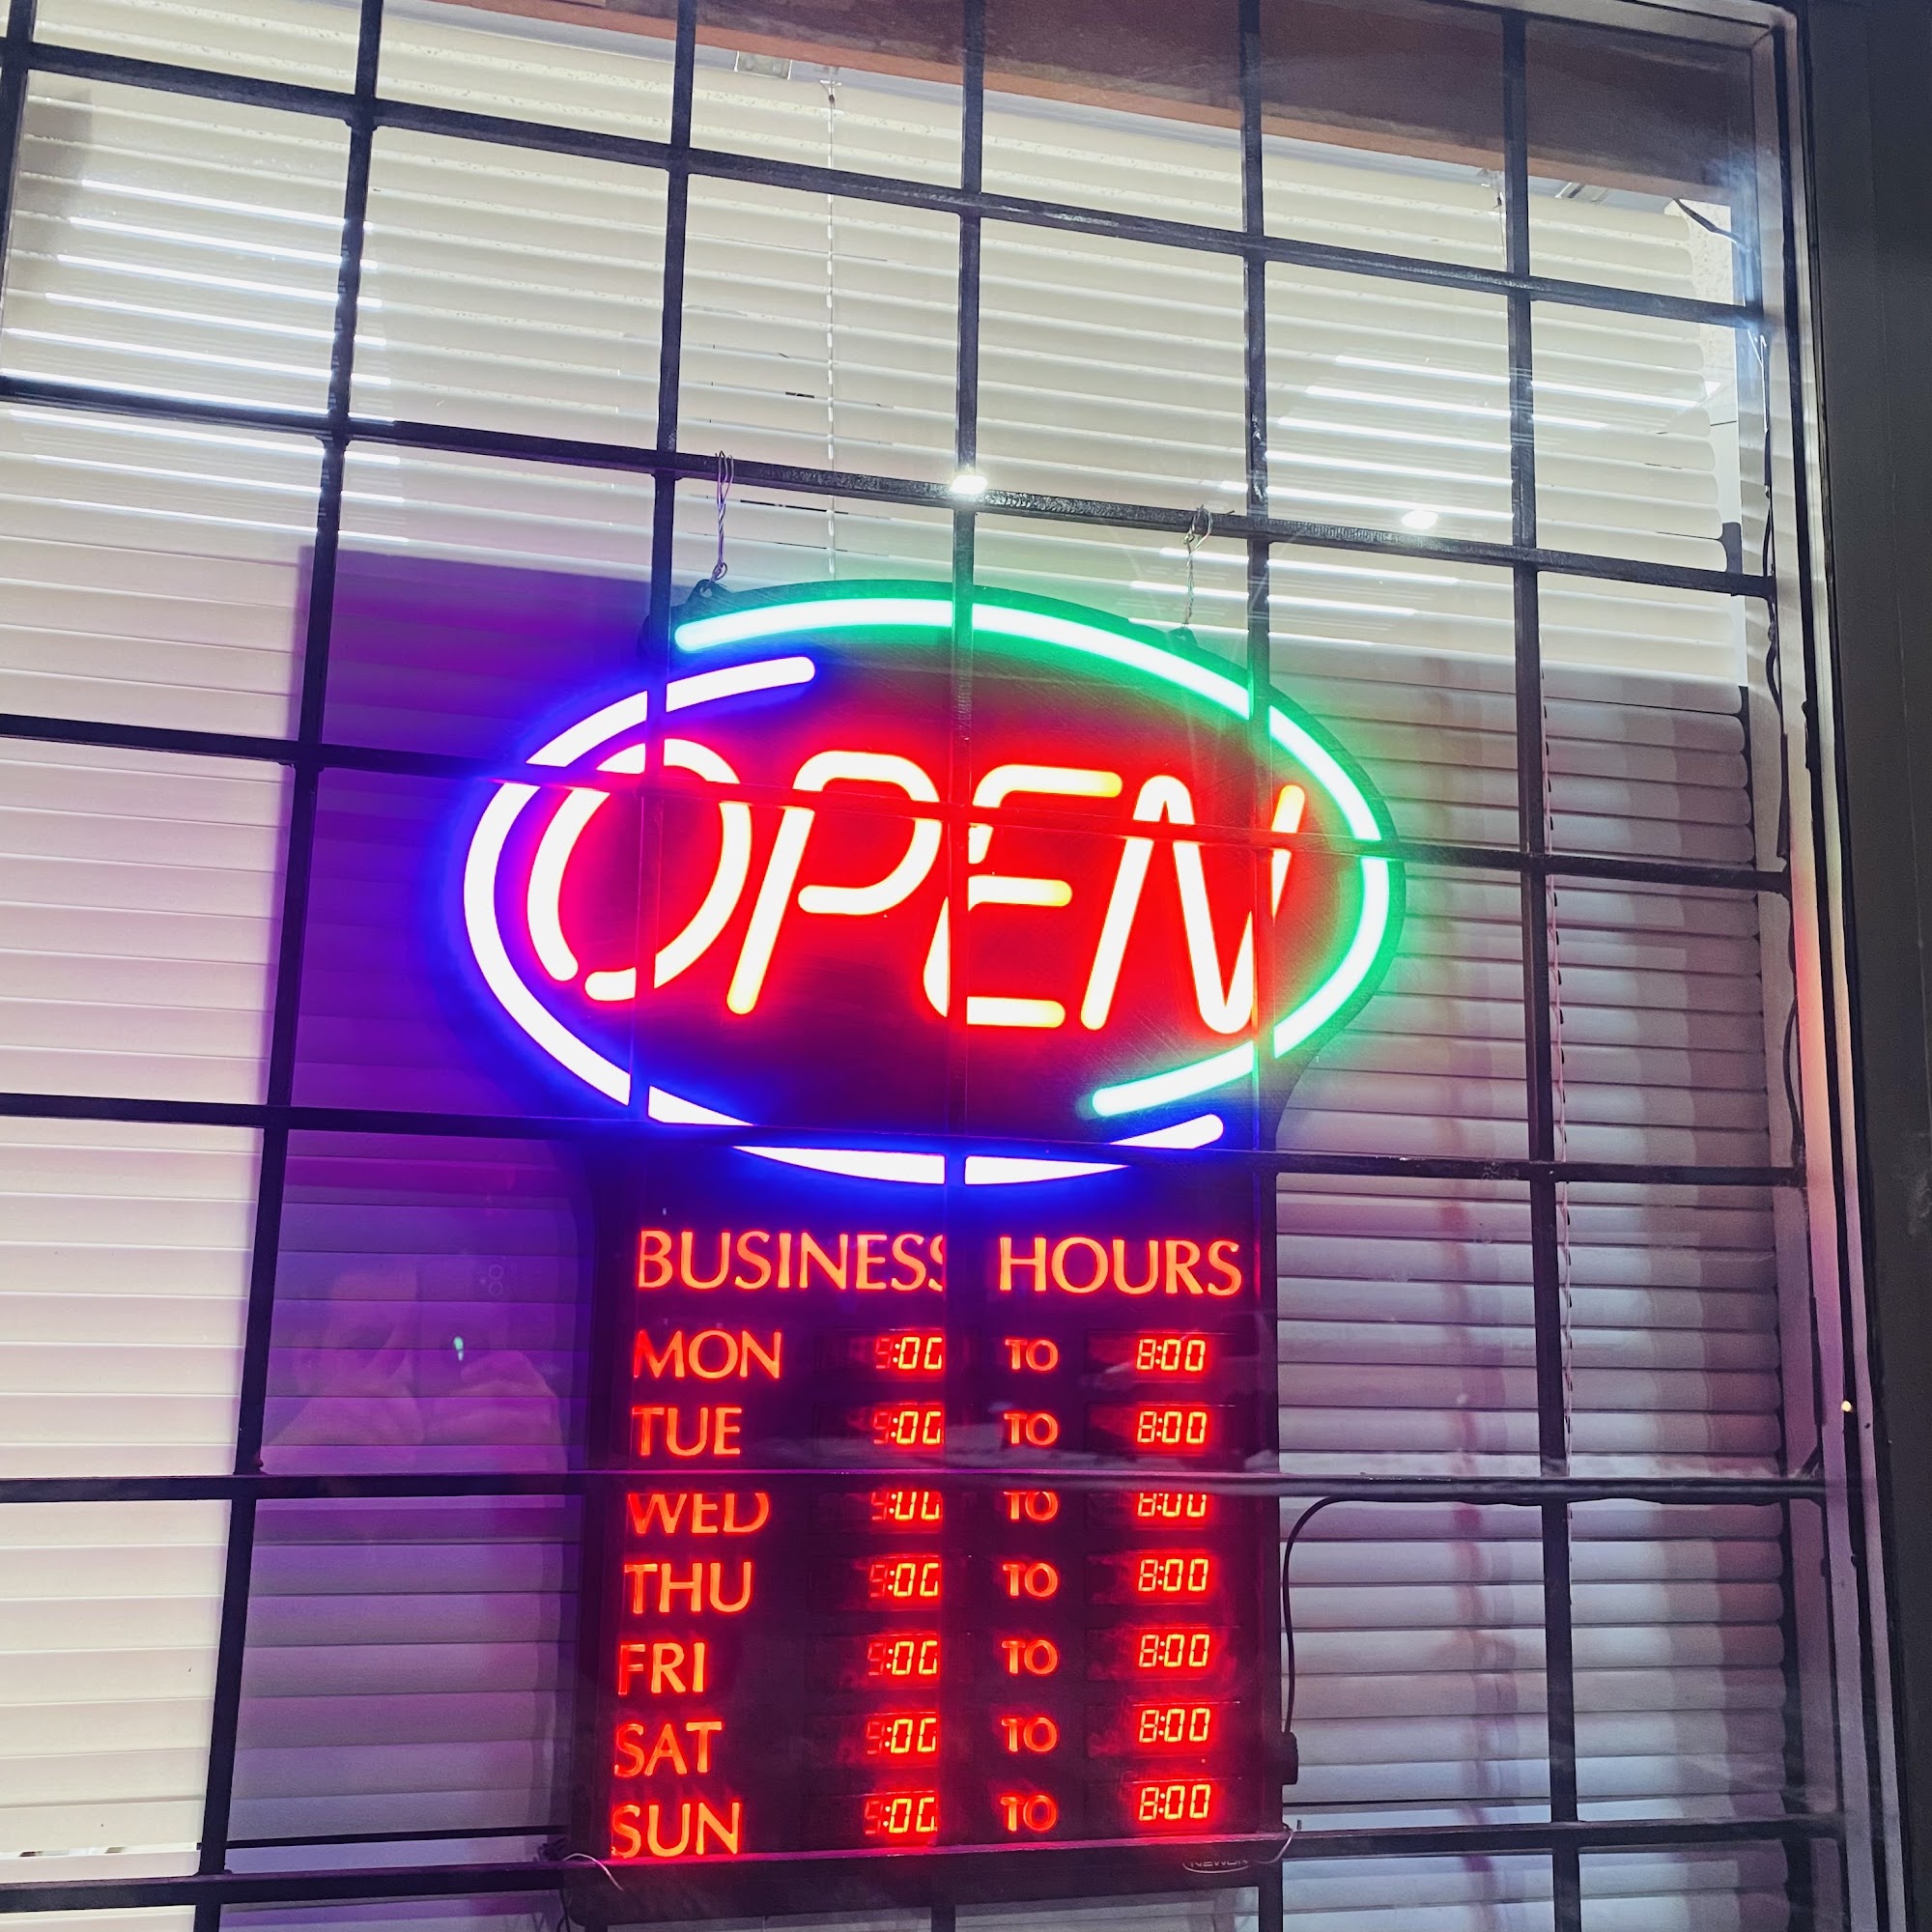 OPEN
BUSINESS HOURS
MON 9:00 TO 8:00
TUE 9:00 TO 8:00
WED 9:00 TO 8:00
THU 9:00 TO 8:00
FRI 9:00 TO 8:00
SAT 9:00 TO 8:00
SUN 9:00 TO 8:00